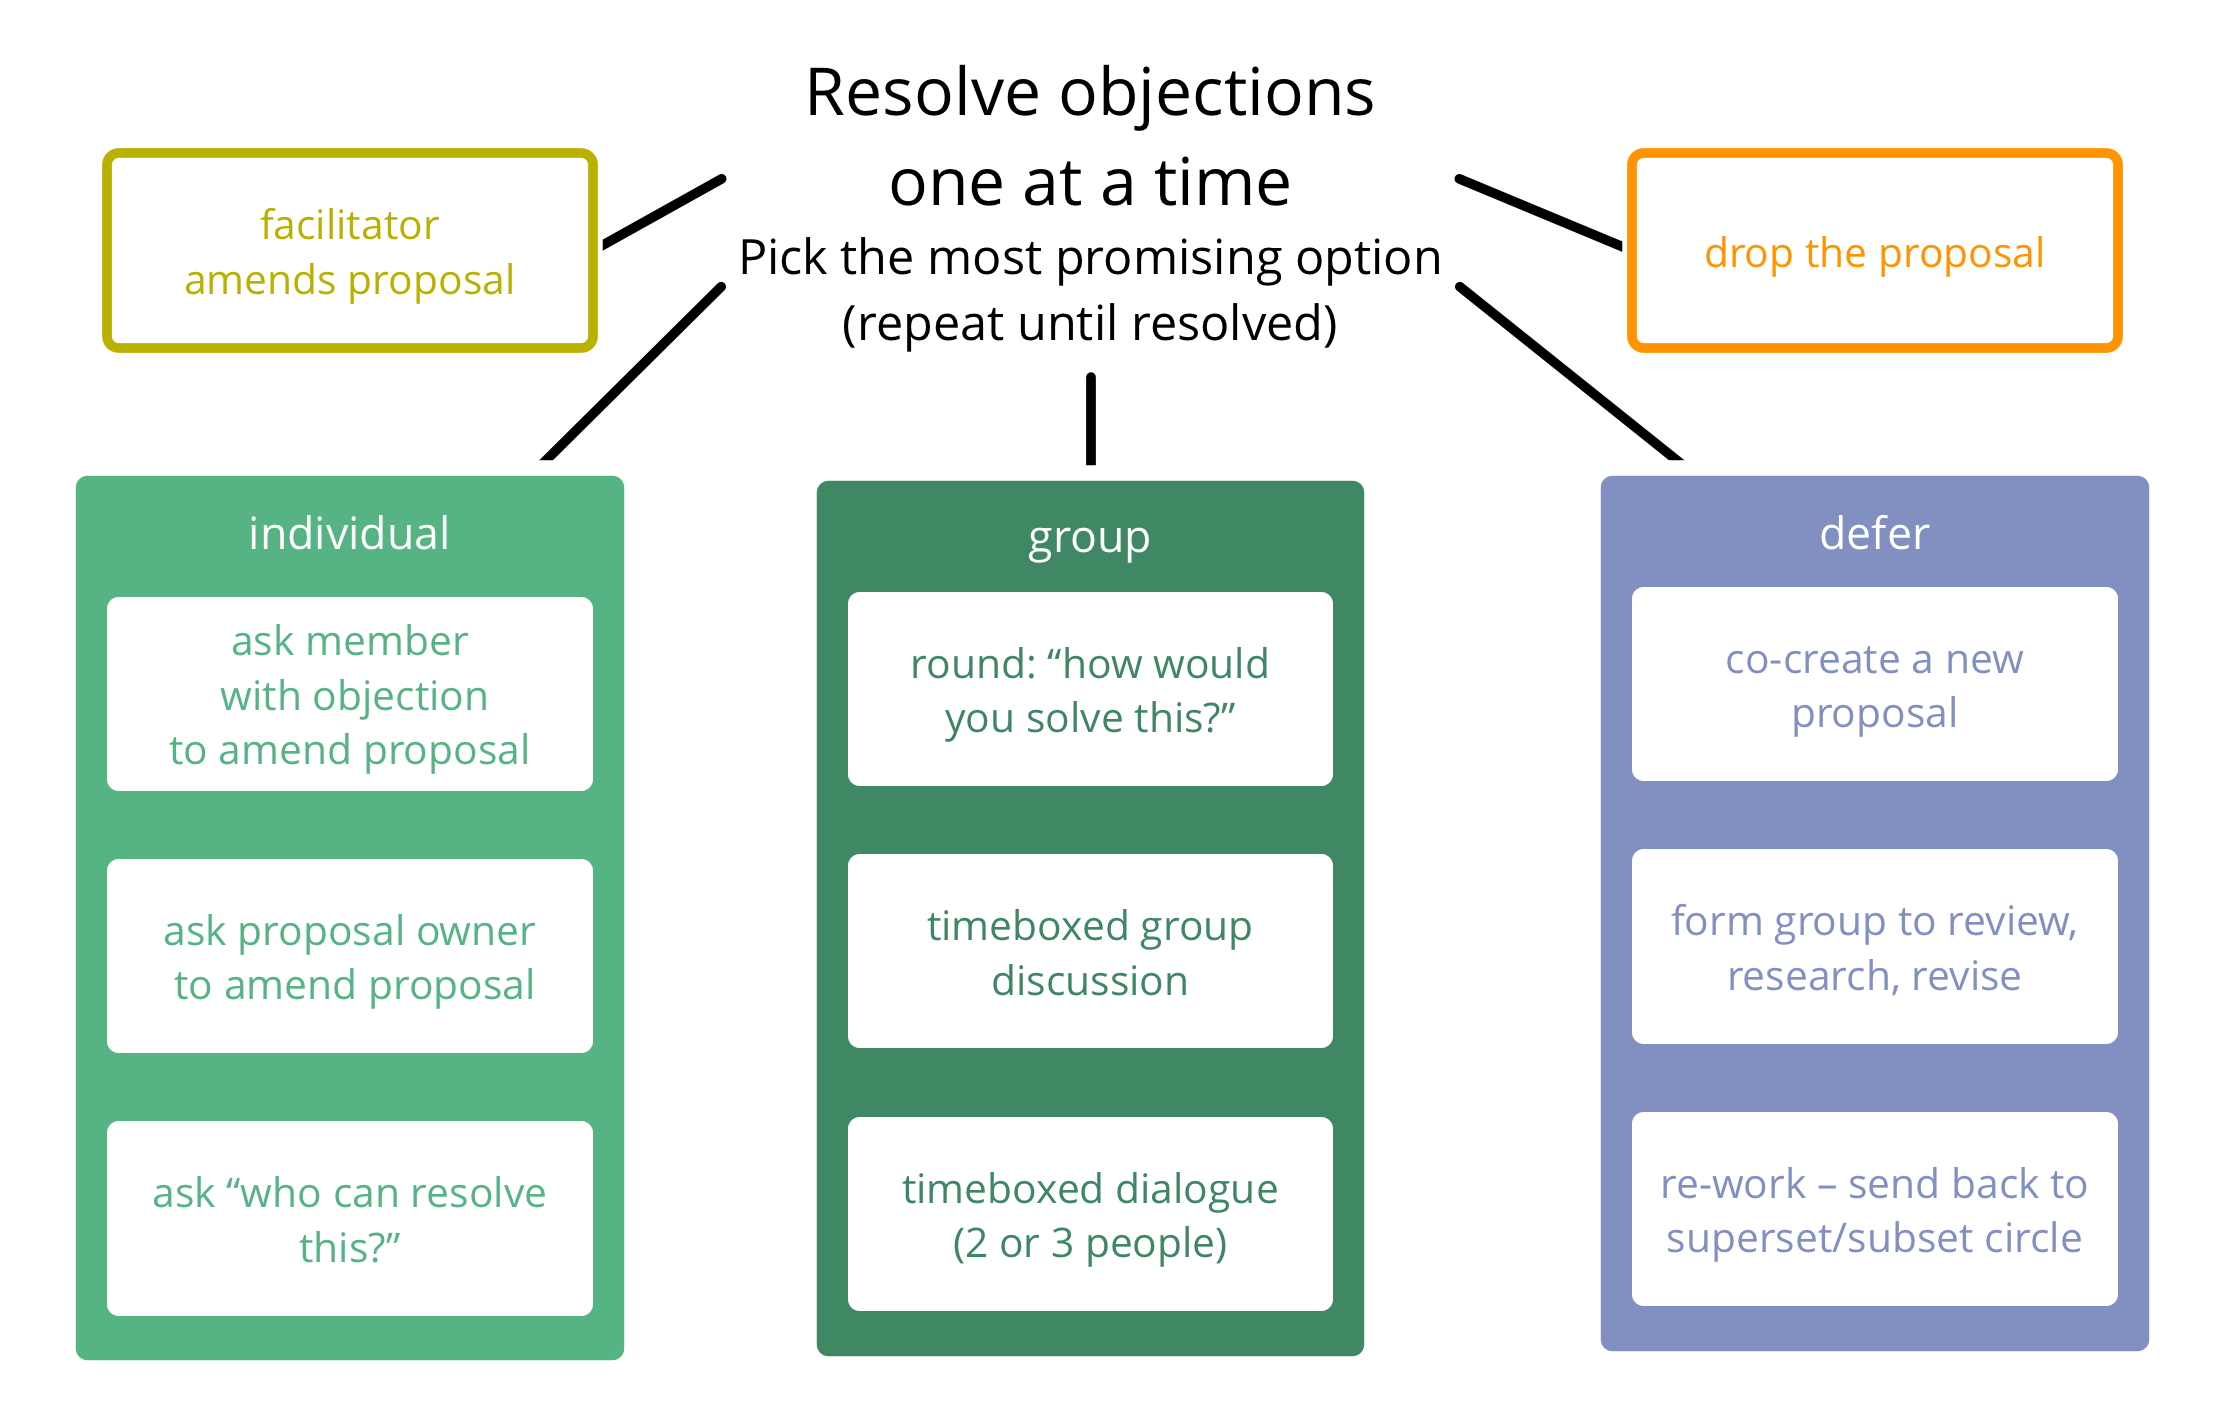 Resolve objections
one at a time
Pick the most promising option
(repeat until resolved)
facilitator
amends proposal
drop the proposal
individual
ask member
with objection
to amend proposal
ask proposal owner
to amend proposal
ask “who can resolve
this?”
group
round: “how would
you solve this?”
timeboxed group
discussion
timeboxed dialogue
(2 or 3 people)
defer
co-create a new
proposal
form group to review,
research, revise
re-work – send back to
superset/subset circle